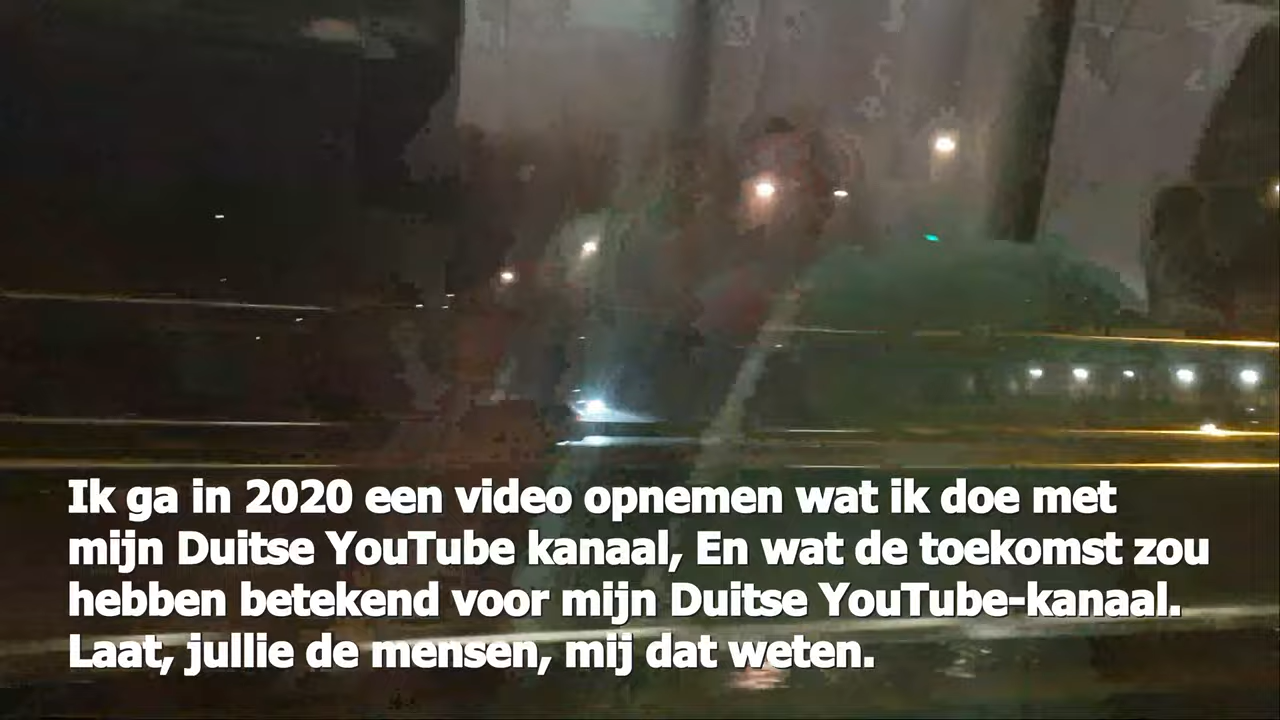 Ik ga in 2020 een video opnemen wat ik doe met
mijn Duitse YouTube kanaal, En wat de toekomst zou
hebben betekend voor mijn Duitse YouTube-kanaal.
Laat, jullie de mensen, mij dat weten.